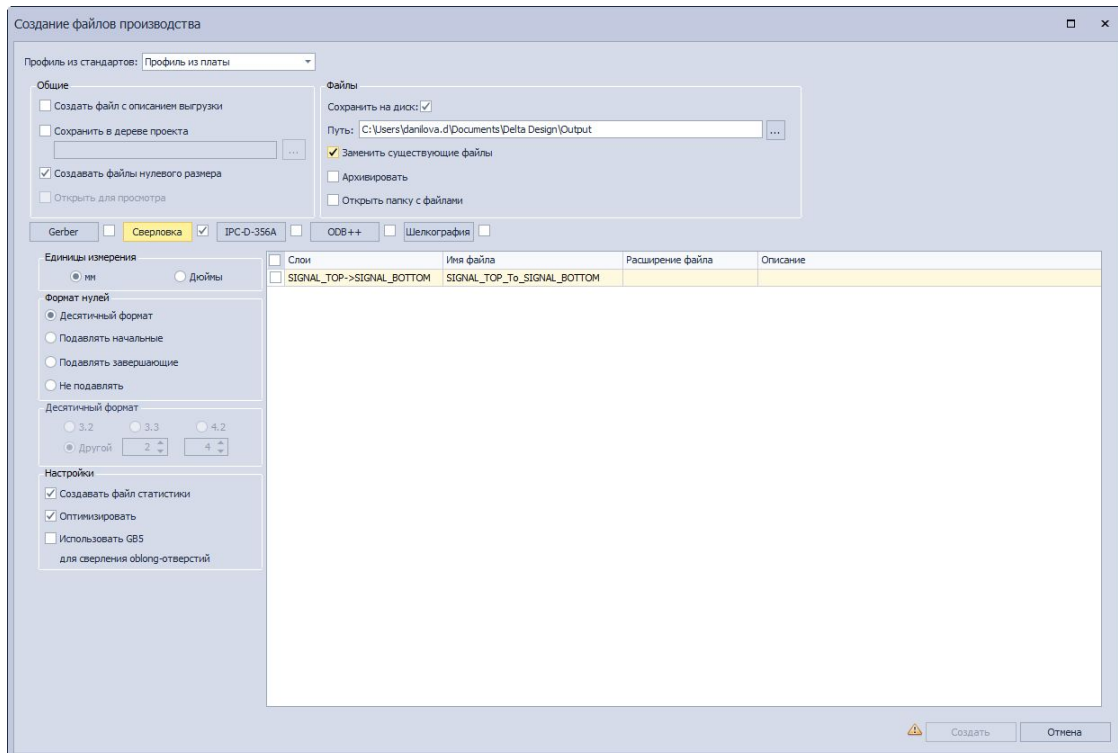 Создание файлов производства
Профиль из стандартов: Профиль из платы
Общие
Создать файл с описанием выгрузки
Сохранить в дереве проекта
...
Создавать файлы нулевого размера
Открыть для просмотра
Файлы
Сохранить на диск:
Путь: C:\Users\danilova.d\Documents\Delta Design\Output ...
Заменить существующие файлы
Архивировать
Открыть папку с файлами
Gerber Сверловка IPC-D-356A ODB++ Шелкография
Единицы измерения
мм Дюймы
Формат нулей
Десятичный формат
Подавлять начальные
Подавлять завершающие
Не подавлять
Десятичный формат
3.2 3.3 4.2
Другой 2 4
Настройки
Создавать файл статистики
Оптимизировать
Использовать G85
для сверления oblong-отверстий
Слои Имя файла Расширение файла Описание
SIGNAL_TOP->SIGNAL_BOTTOM SIGNAL_TOP_To_SIGNAL_BOTTOM
Создать Отмена